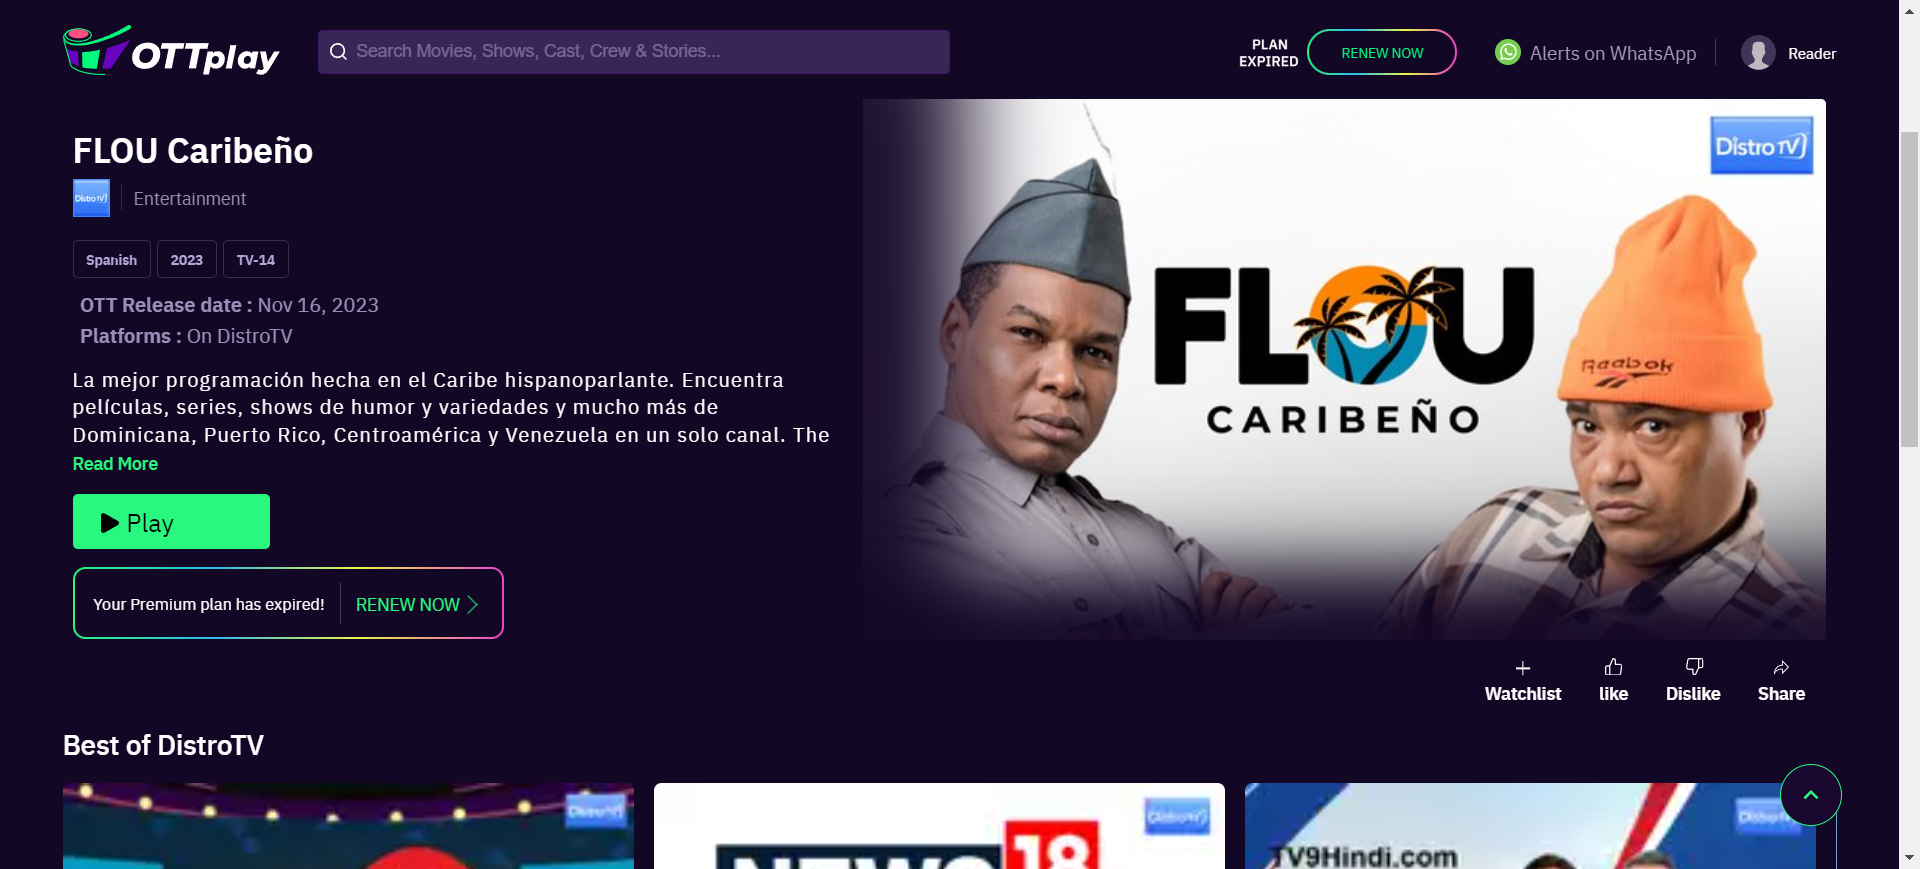 OTTplay
Search Movies, Shows, Cast, Crew & Stories...
PLAN
EXPIRED
RENEW NOW
Alerts on WhatsApp
Reader
FLOU Caribeño
Distro TV
Entertainment
Spanish
2023
TV-14
OTT Release date : Nov 16, 2023
Platforms : On DistroTV
La mejor programación hecha en el Caribe hispanoparlante. Encuentra
películas, series, shows de humor y variedades y mucho más de
Dominicana, Puerto Rico, Centroamérica y Venezuela en un solo canal. The
Read More
Play
Your Premium plan has expired!
RENEW NOW
Distro TV
FLOU
CARIBEÑO
Reebok
Watchlist
like
Dislike
Share
Best of DistroTV
DistroTV
DistroTV
NEWS 18
DistroTV
TV9Hindi.com